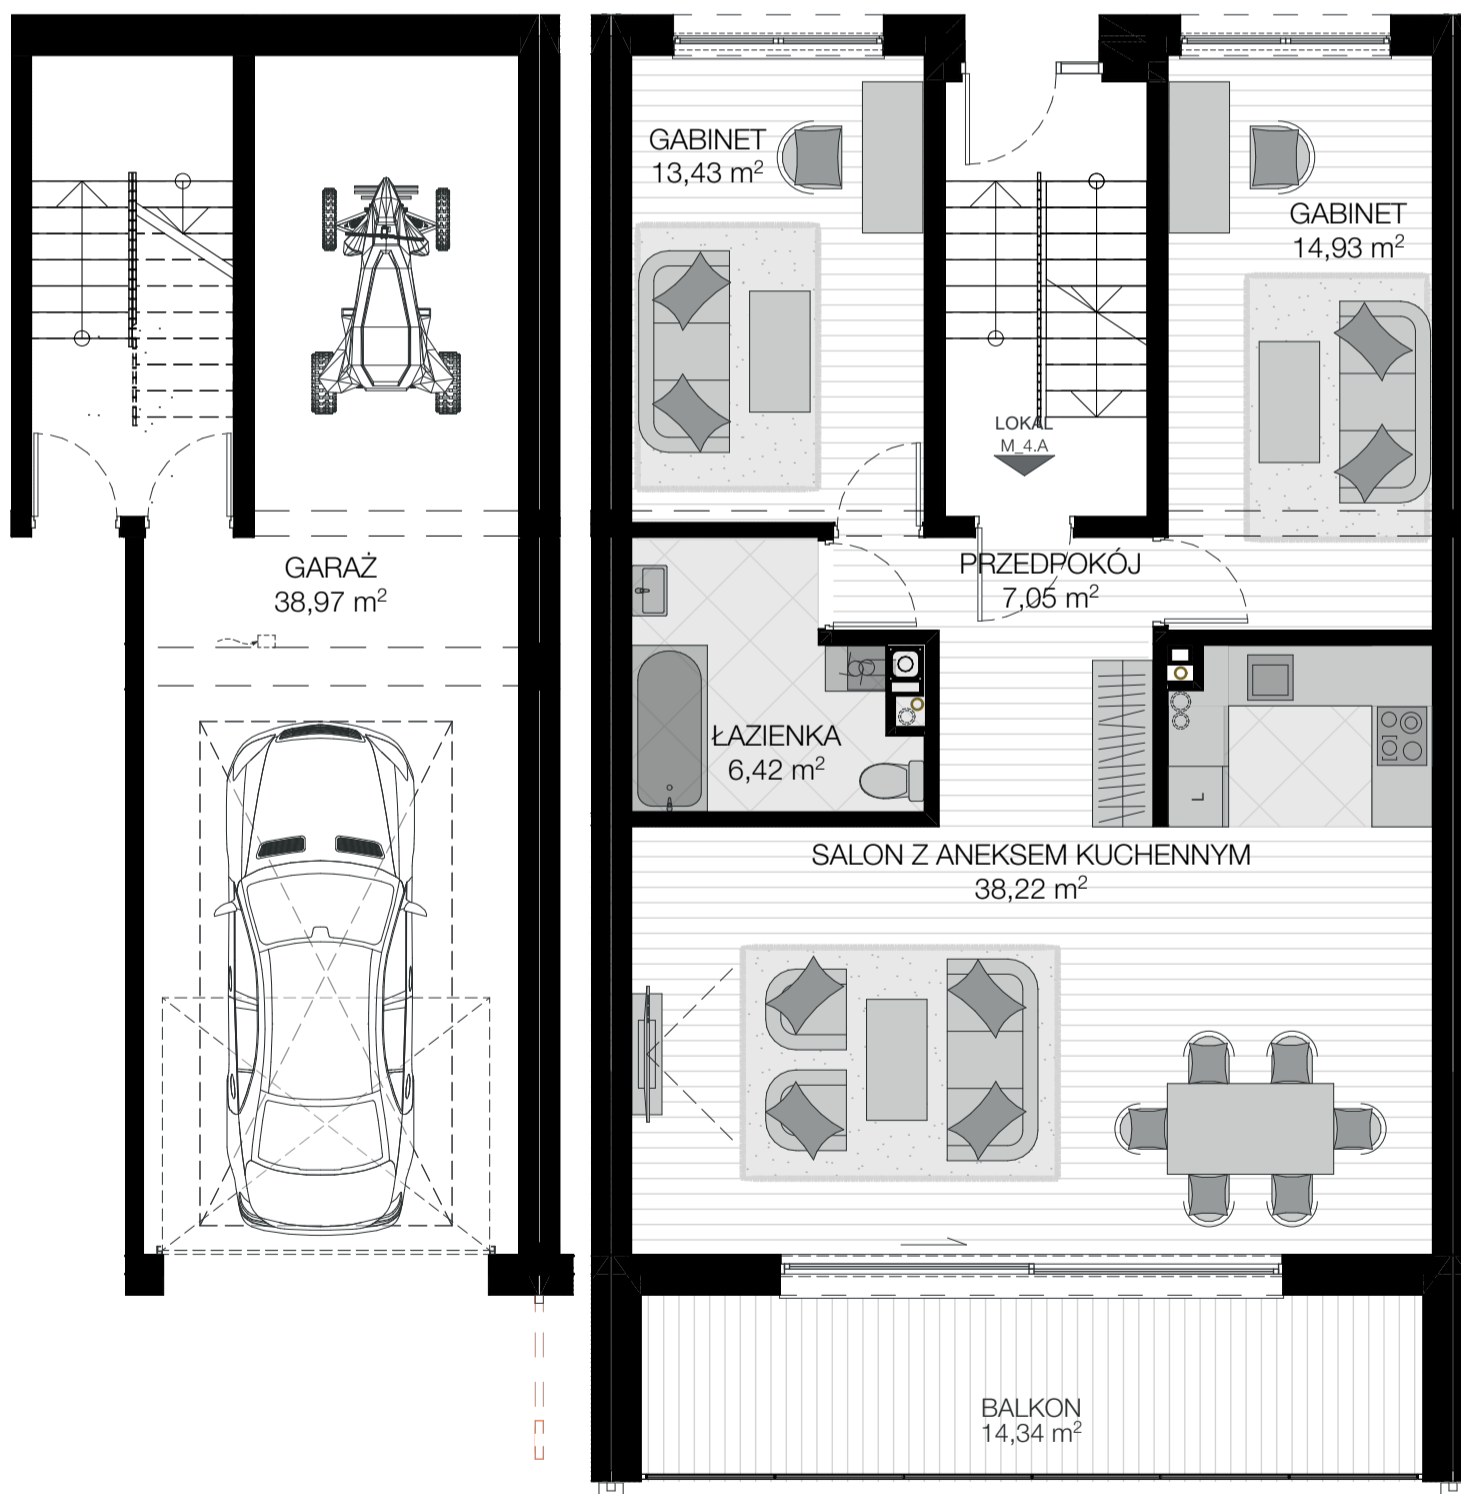 GABINET
13,43 m²
GABINET
14,93 m²
LOKAL
M_4.A
GARAŻ
38,97 m²
PRZEDPOKÓJ
7,05 m²
ŁAZIENKA
6,42 m²
L
SALON Z ANEKSEM KUCHENNYM
38,22 m²
BALKON
14,34 m²